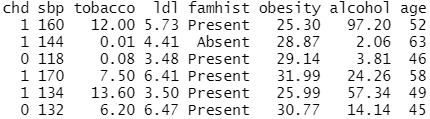 chd sbp tobacco ldl famhist obesity alcohol age
1 160 12.00 5.73 Present 25.30 97.20 52
1 144 0.01 4.41 Absent 28.87 2.06 63
0 118 0.08 3.48 Present 29.14 3.81 46
1 170 7.50 6.41 Present 31.99 24.26 58
1 134 13.60 3.50 Present 25.99 57.34 49
0 132 6.20 6.47 Present 30.77 14.14 45